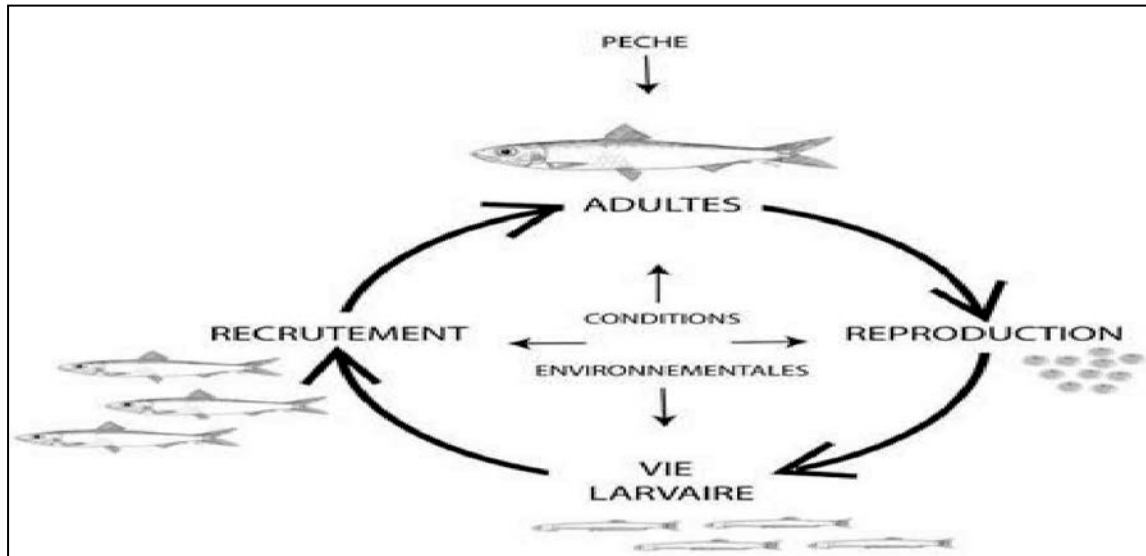 PECHE
ADULTES
RECRUTEMENT
CONDITIONS
ENVIRONNEMENTALES
REPRODUCTION
VIE
LARVAIRE